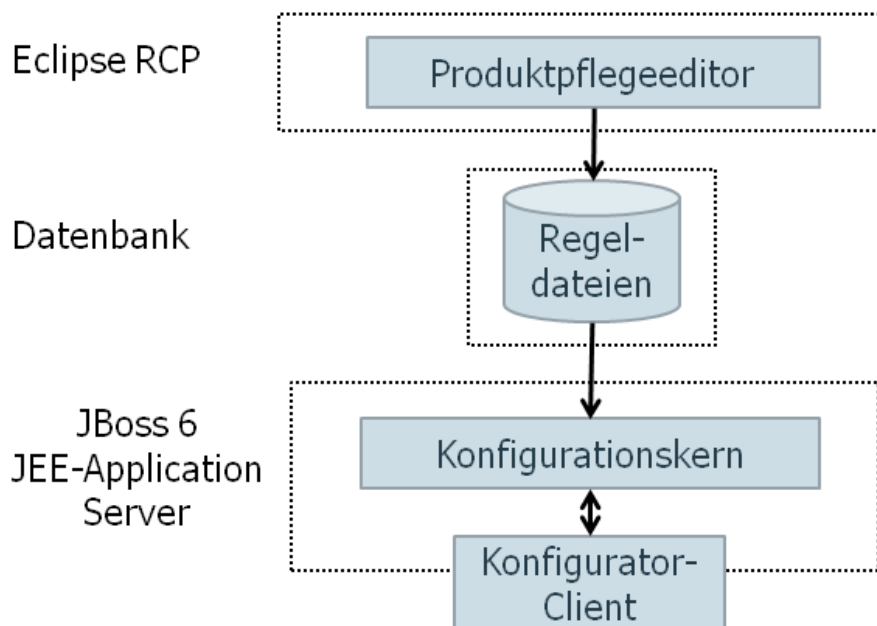 Eclipse RCP
Produktpflegeeditor
Datenbank
Regel-
dateien
JBoss 6
JEE-Application
Server
Konfigurationskern
Konfigurator-
Client